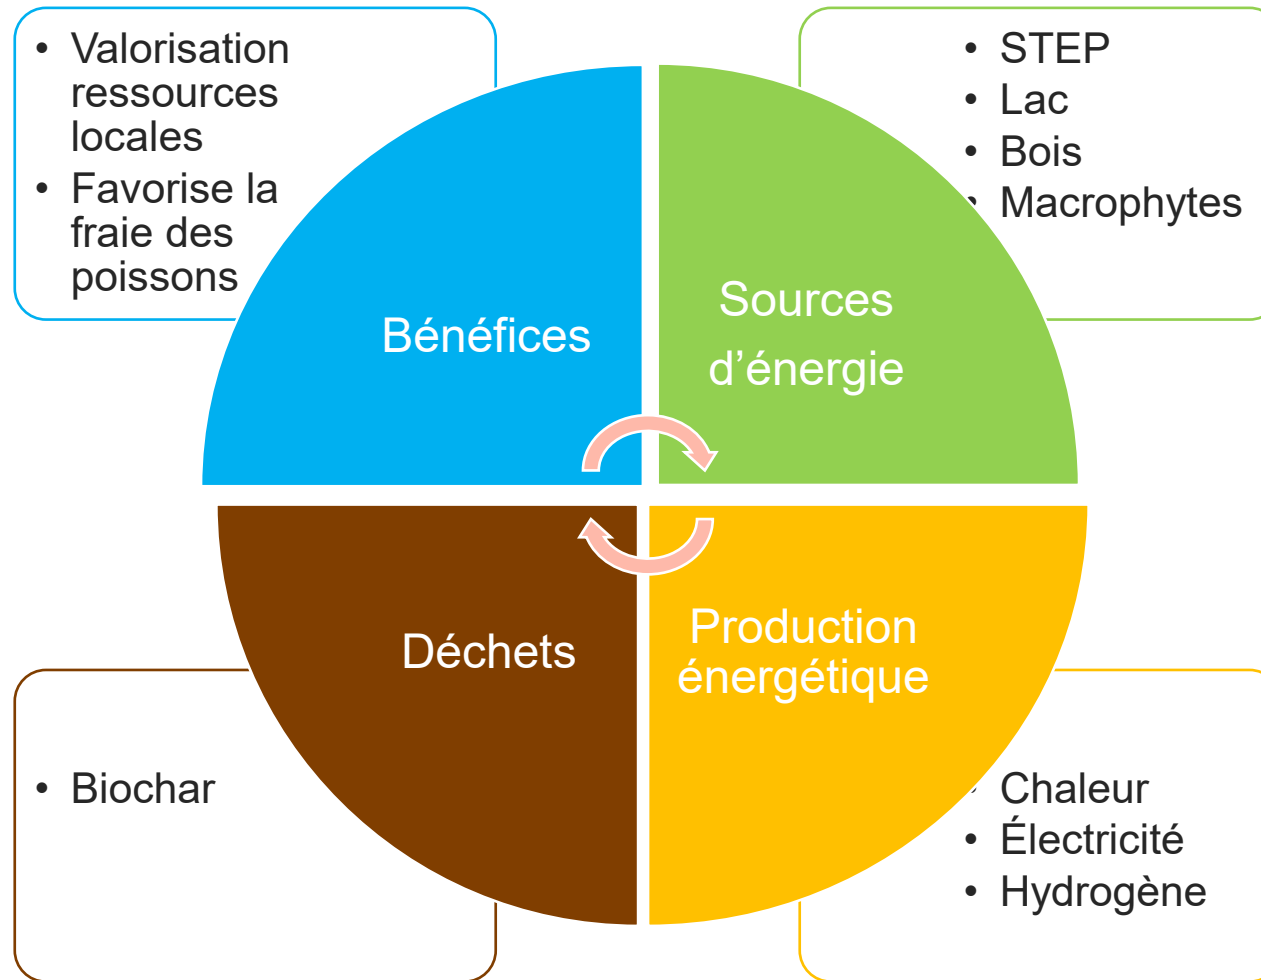 • Valorisation
ressources
locales
• Favorise la
fraie des
poissons
• STEP
• Lac
• Bois
• Macrophytes
Bénéfices
Sources
d’énergie
Déchets
Production
énergétique
• Biochar
• Chaleur
• Électricité
• Hydrogène